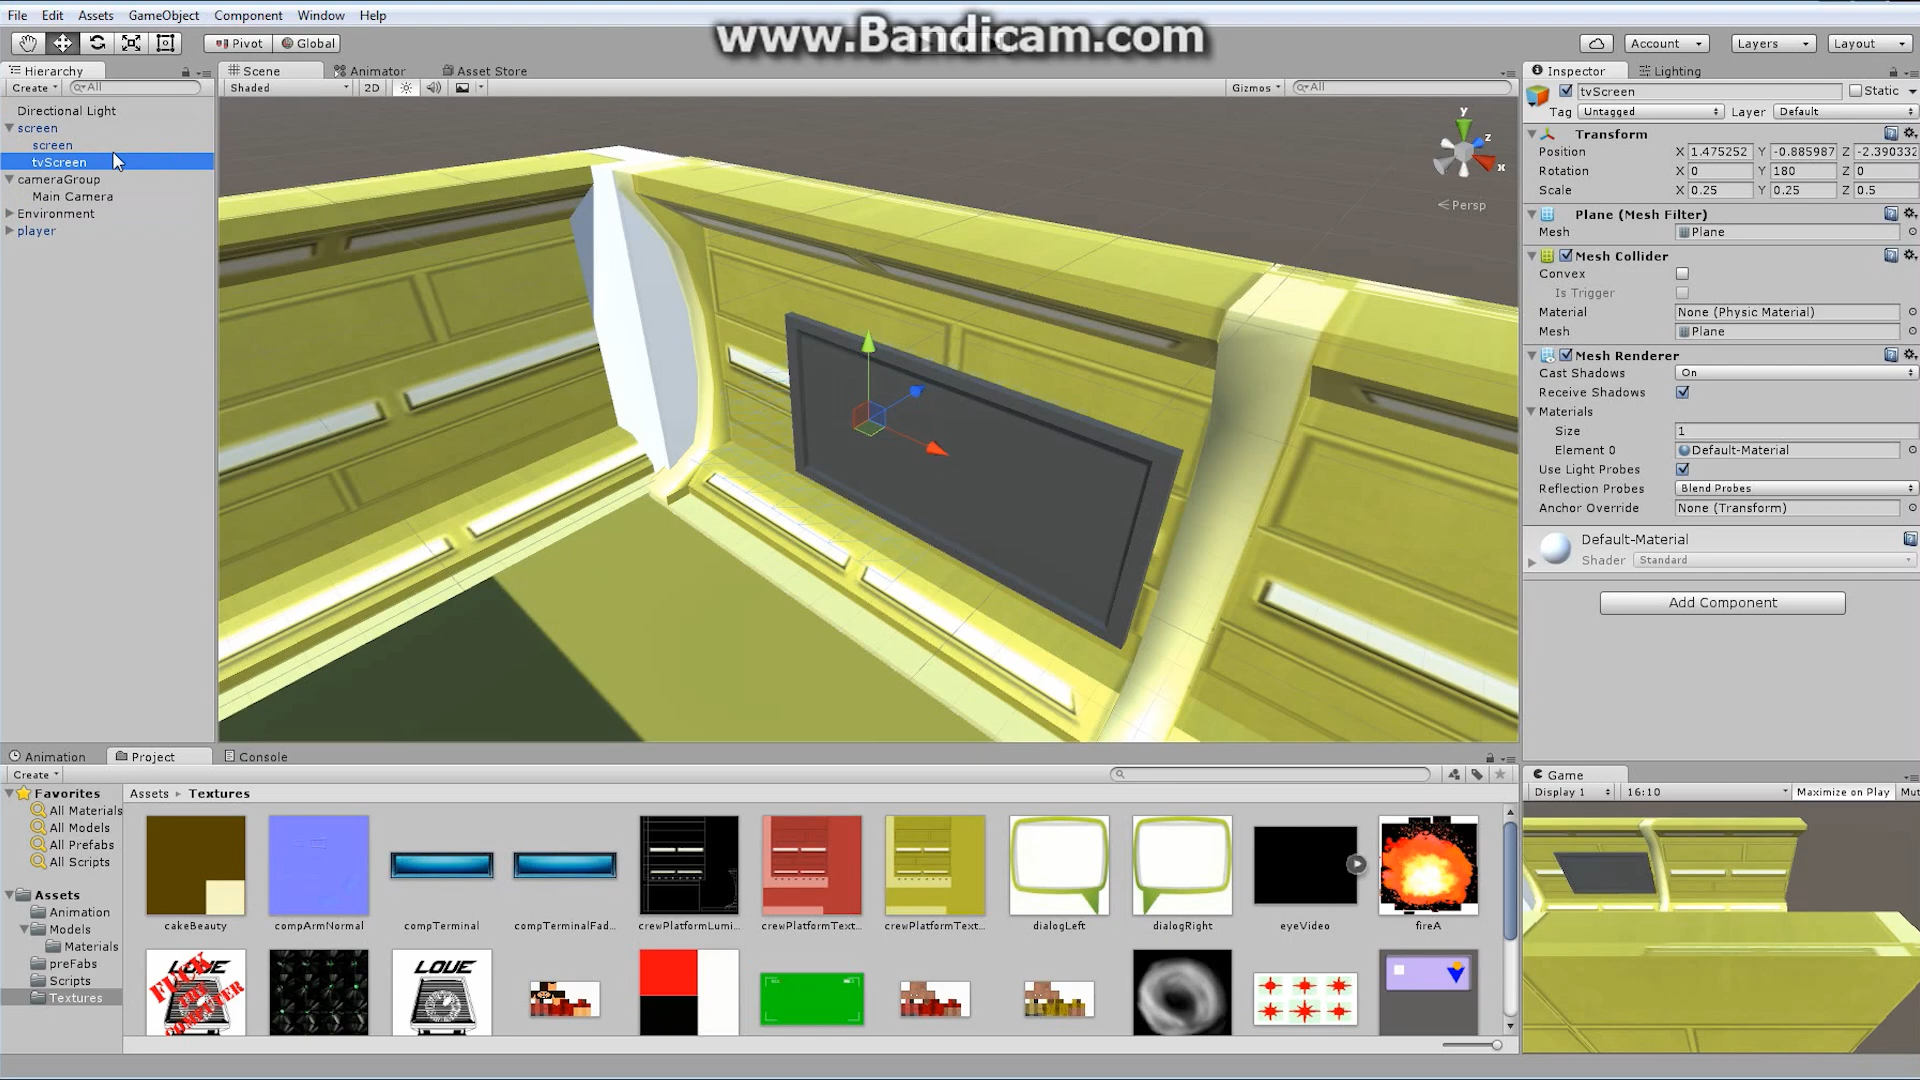 File Edit Assets GameObject Component Window Help
www.Bandicam.com
Pivot Global Account Layers Layout
Hierarchy Scene Animator Asset Store Inspector Lighting
Create All Shaded 2D Gizmos All
tvScreen Static
Tag Untagged Layer Default
Directional Light
screen
screen
tvScreen
cameraGroup
Main Camera
Environment
player
y
z
x
Persp
Transform
Position X 1.475252 Y -0.885987 Z -2.390332
Rotation X 0 Y 180 Z 0
Scale X 0.25 Y 0.25 Z 0.5
Plane (Mesh Filter)
Mesh Plane
Mesh Collider
Convex
Is Trigger
Material None (Physic Material)
Mesh Plane
Mesh Renderer
Cast Shadows On
Receive Shadows
Materials
Size 1
Element 0 Default-Material
Use Light Probes
Reflection Probes Blend Probes
Anchor Override None (Transform)
Default-Material
Shader Standard
Add Component
Animation Project Console
Create
Favorites
All Materials
All Models
All Prefabs
All Scripts
Assets
Animation
Models
Materials
preFabs
Scripts
Textures
Assets Textures
cakeBeauty compArmNormal compTerminal compTerminalFad... crewPlatformLumi... crewPlatformText... crewPlatformText... dialogLeft dialogRight eyeVideo fireA
LOVE
FUCK
THE
COMPUTER
LOVE
Game
Display 1 16:10 Maximize on Play Mut